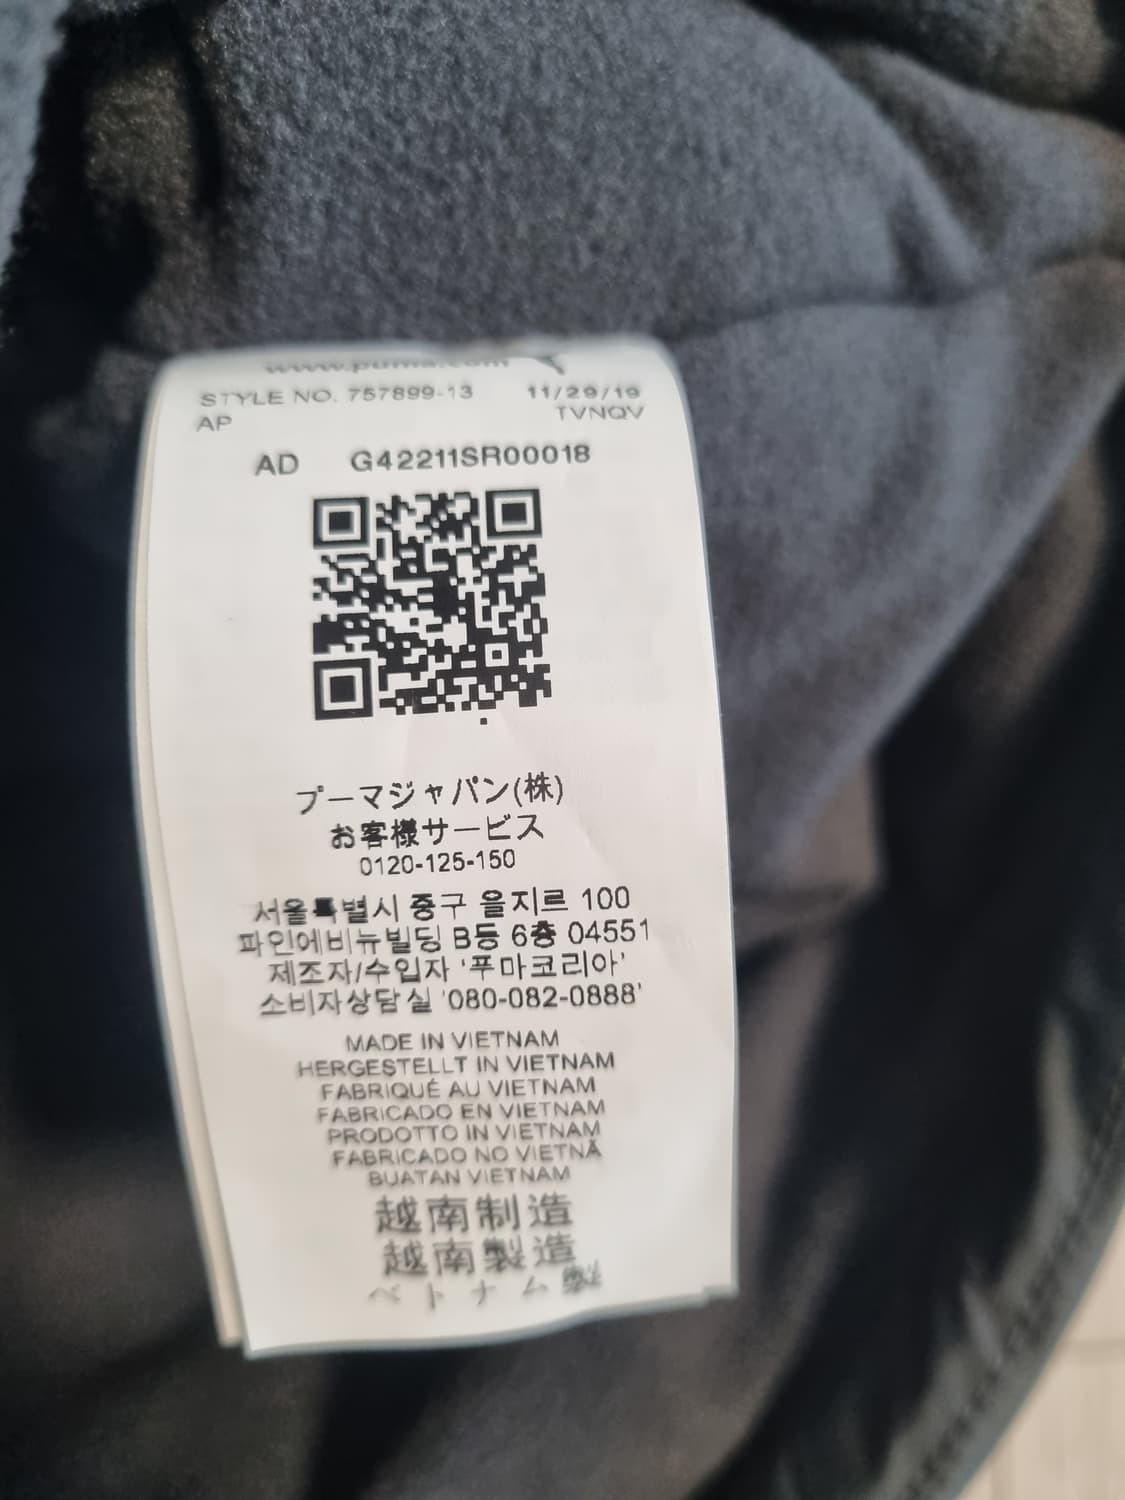 www.puma.com
STYLE NO. 757899-13 11/29/19
AP TVNQV
AD G42211SR00018
プーマジャパン(株)
お客様サービス
0120-125-150
서울특별시 중구 을지르 100
파인에비뉴빌딩 B등 6층 04551
제조자/수입자 '푸마코리아'
소비자상담실 '080-082-0888'
MADE IN VIETNAM
HERGESTELLT IN VIETNAM
FABRIQUÉ AU VIETNAM
FABRICADO EN VIETNAM
PRODOTTO IN VIETNAM
FABRICADO NO VIETNÃ
BUATAN VIETNAM
越南制造
越南製造
ベトナム製